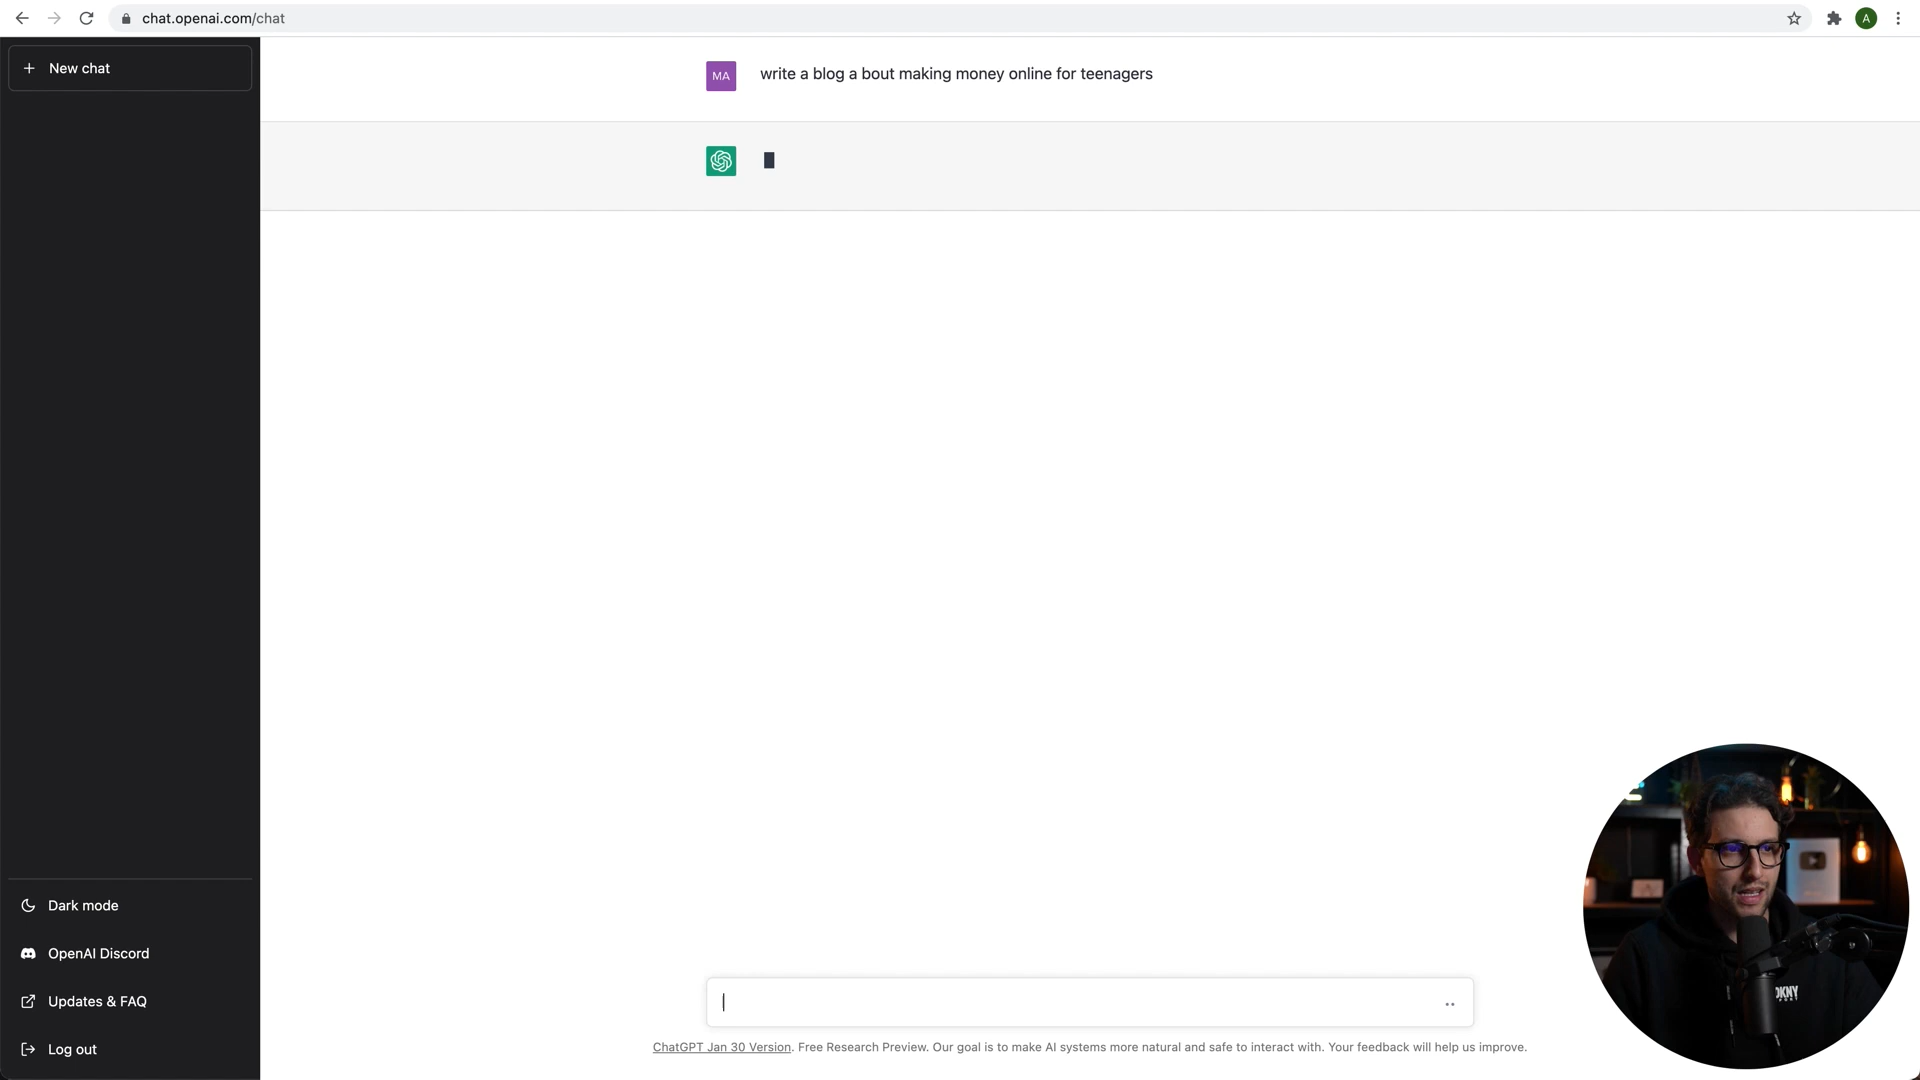 chat.openai.com/chat
A
New chat
MA
write a blog a bout making money online for teenagers
Dark mode
OpenAI Discord
Updates & FAQ
Log out
ChatGPT Jan 30 Version. Free Research Preview. Our goal is to make AI systems more natural and safe to interact with. Your feedback will help us improve.
DKNY